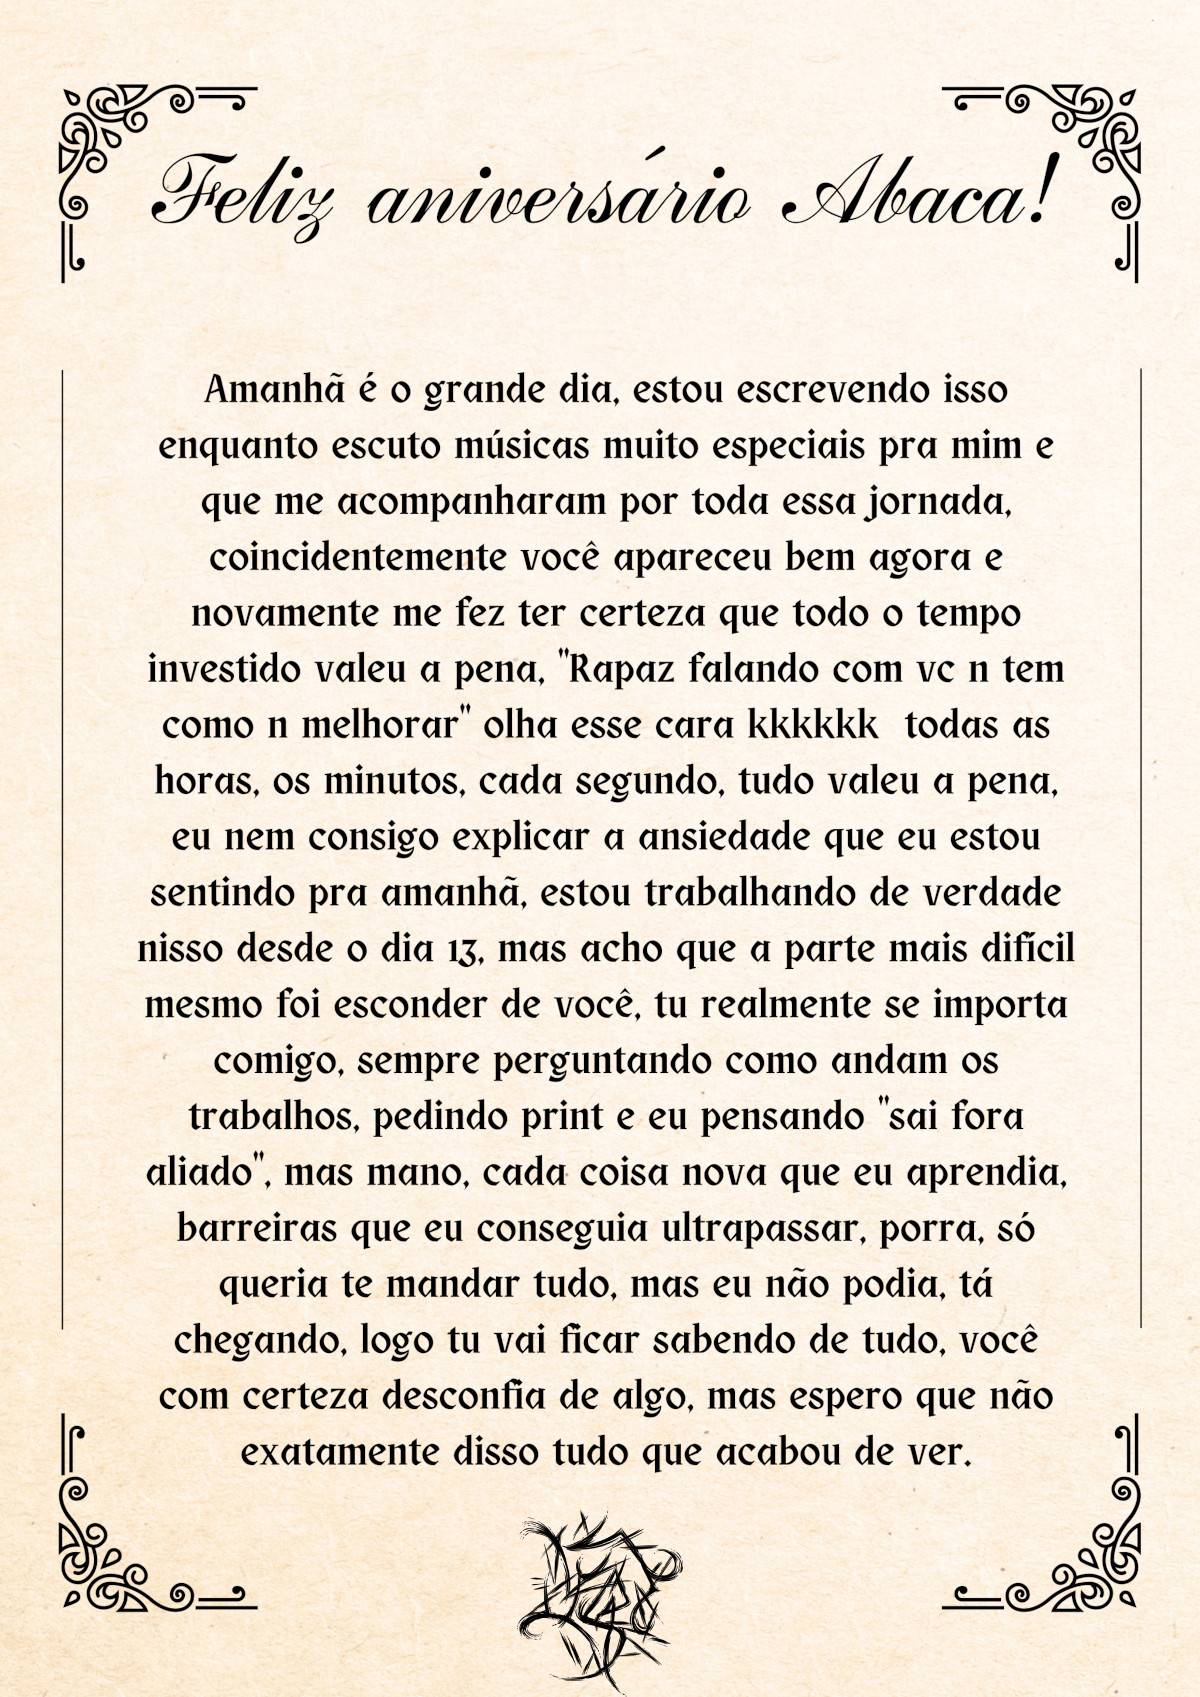 Feliz aniversário Abaca!
Amanhã é o grande dia, estou escrevendo isso
enquanto escuto músicas muito especiais pra mim e
que me acompanharam por toda essa jornada,
coincidentemente você apareceu bem agora e
novamente me fez ter certeza que todo o tempo
investido valeu a pena, "Rapaz falando com vc n tem
como n melhorar" olha esse cara kkkkkk  todas as
horas, os minutos, cada segundo, tudo valeu a pena,
eu nem consigo explicar a ansiedade que eu estou
sentindo pra amanhã, estou trabalhando de verdade
nisso desde o dia 13, mas acho que a parte mais difícil
mesmo foi esconder de você, tu realmente se importa
comigo, sempre perguntando como andam os
trabalhos, pedindo print e eu pensando "sai fora
aliado", mas mano, cada coisa nova que eu aprendia,
barreiras que eu conseguia ultrapassar, porra, só
queria te mandar tudo, mas eu não podia, tá
chegando, logo tu vai ficar sabendo de tudo, você
com certeza desconfia de algo, mas espero que não
exatamente disso tudo que acabou de ver.